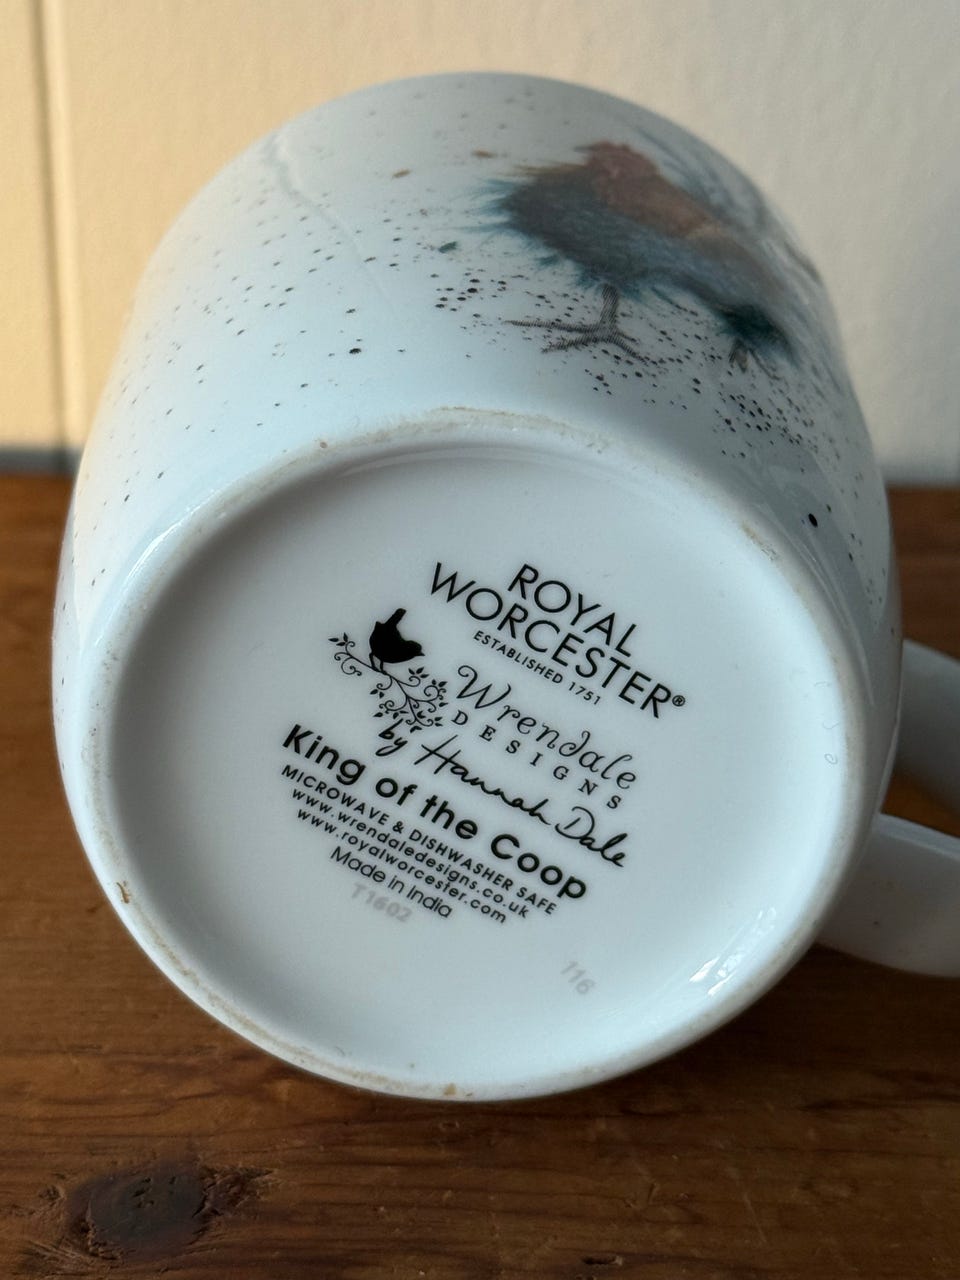 ROYAL
WORCESTER®
ESTABLISHED 1751
Wrendale
DESIGNS
by Hannah Dale
King of the Coop
MICROWAVE & DISHWASHER SAFE
www.wrendaledesigns.co.uk
www.royalworcester.com
Made in India
T1602
116